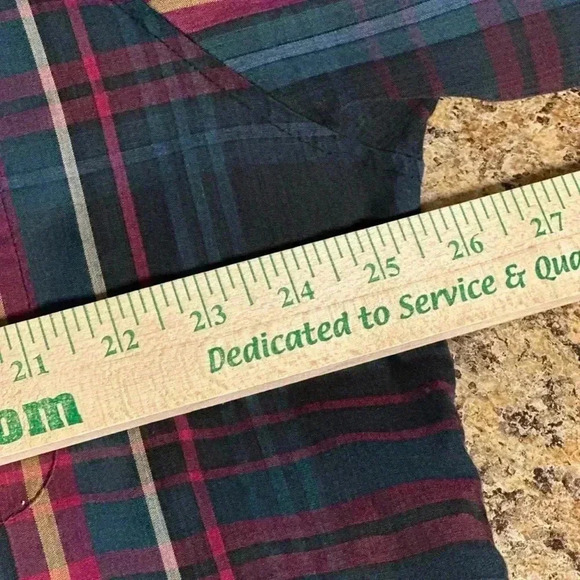 21 22 23 24 25 26 27
Dedicated to Service & Qua
om